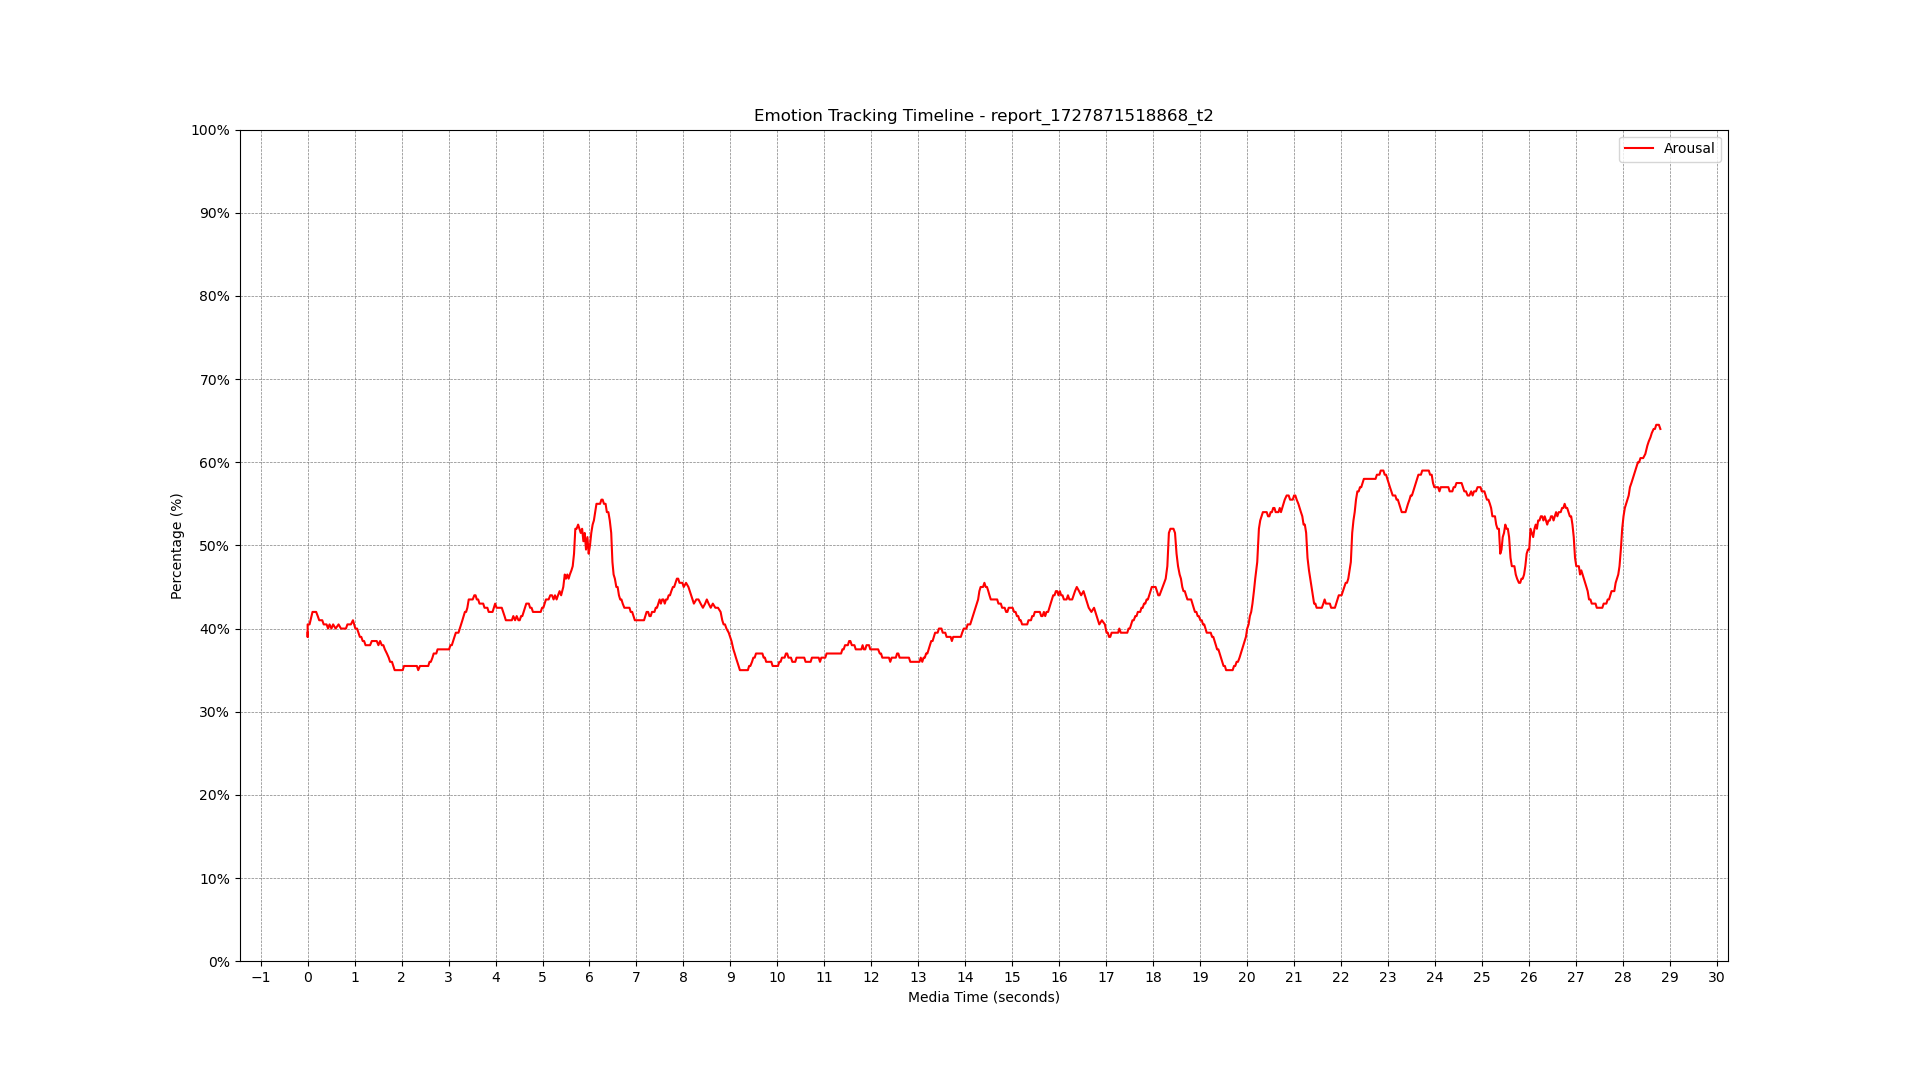 Emotion Tracking Timeline - report_1727871518868_t2
Arousal
100%
90%
80%
70%
60%
50%
40%
30%
20%
10%
0%
Percentage (%)
−1 0 1 2 3 4 5 6 7 8 9 10 11 12 13 14 15 16 17 18 19 20 21 22 23 24 25 26 27 28 29 30
Media Time (seconds)